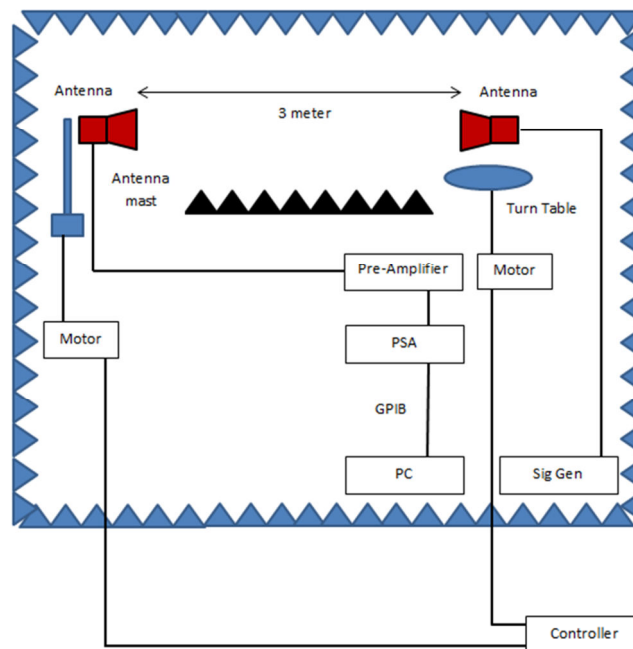 Antenna
Antenna
3 meter
Antenna
mast
Turn Table
Pre-Amplifier
Motor
Motor
PSA
GPIB
PC
Sig Gen
Controller